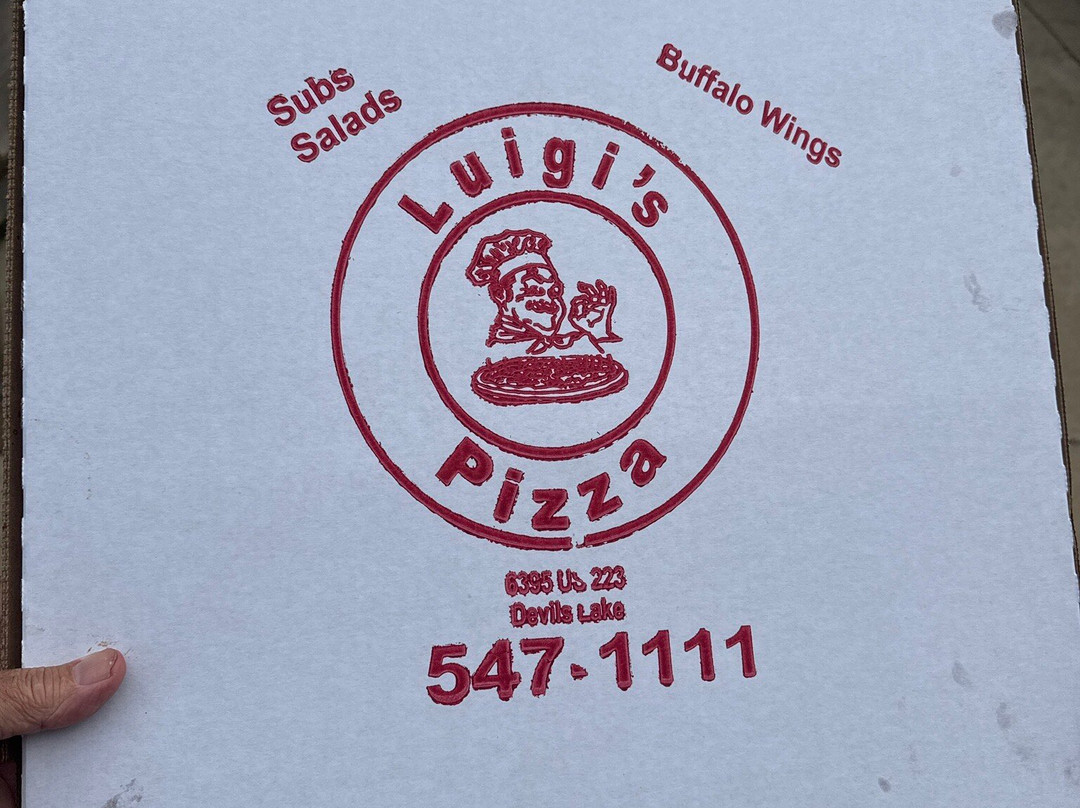 Subs
Salads
Buffalo Wings
Luigi's
Pizza
6395 US 223
Devils Lake
547-1111